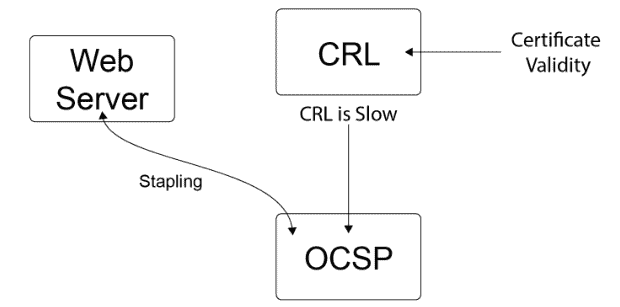 Web
Server
CRL
Certificate
Validity
CRL is Slow
Stapling
OCSP